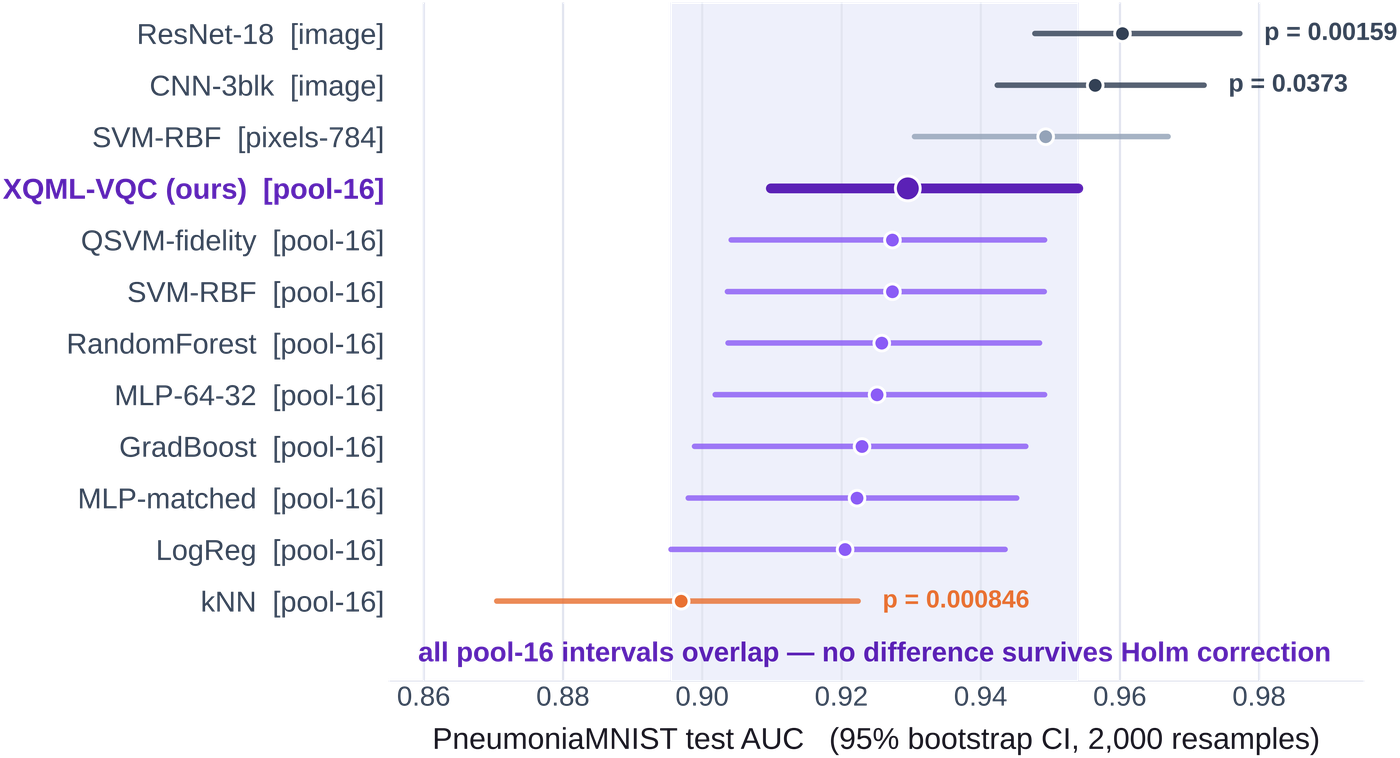 ResNet-18 [image] p = 0.00159
CNN-3blk [image] p = 0.0373
SVM-RBF [pixels-784]
XQML-VQC (ours) [pool-16]
QSVM-fidelity [pool-16]
SVM-RBF [pool-16]
RandomForest [pool-16]
MLP-64-32 [pool-16]
GradBoost [pool-16]
MLP-matched [pool-16]
LogReg [pool-16]
kNN [pool-16] p = 0.000846
all pool-16 intervals overlap — no difference survives Holm correction
0.86 0.88 0.90 0.92 0.94 0.96 0.98
PneumoniaMNIST test AUC (95% bootstrap CI, 2,000 resamples)